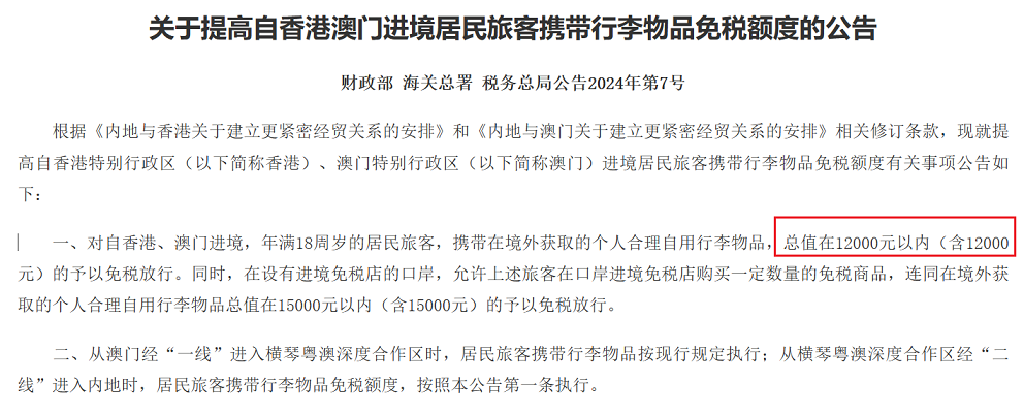 关于提高自香港澳门进境居民旅客携带行李物品免税额度的公告
财政部 海关总署 税务总局公告2024年第7号
根据《内地与香港关于建立更紧密经贸关系的安排》和《内地与澳门关于建立更紧密经贸关系的安排》相关修订条款，现就提
高自香港特别行政区（以下简称香港）、澳门特别行政区（以下简称澳门）进境居民旅客携带行李物品免税额度有关事项公告如
下：
一、对自香港、澳门进境，年满18周岁的居民旅客，携带在境外获取的个人合理自用行李物品，总值在12000元以内（含12000
元）的予以免税放行。同时，在设有进境免税店的口岸，允许上述旅客在口岸进境免税店购买一定数量的免税商品，连同在境外获
取的个人合理自用行李物品总值在15000元以内（含15000元）的予以免税放行。
二、从澳门经“一线”进入横琴粤澳深度合作区时，居民旅客携带行李物品按现行规定执行；从横琴粤澳深度合作区经“二
线”进入内地时，居民旅客携带行李物品免税额度，按照本公告第一条执行。